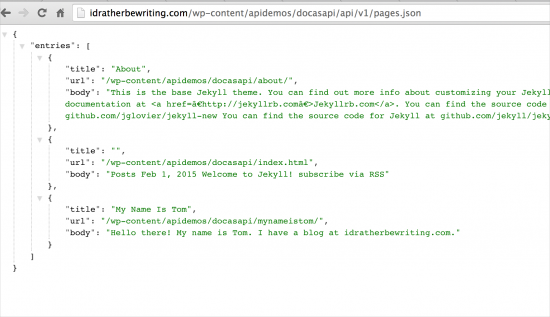 idratherbewriting.com/wp-content/apidemos/docasapi/api/v1/pages.json
{
"entries": [
{
"title": "About",
"url": "/wp-content/apidemos/docasapi/about/",
"body": "This is the base Jekyll theme. You can find out more info about customizing your Jekyll
documentation at <a href=â€http://jekyllrb.comâ€>Jekyllrb.com</a>. You can find the source code
github.com/jglovier/jekyll-new You can find the source code for Jekyll at github.com/jekyll/jeky
},
{
"title": "",
"url": "/wp-content/apidemos/docasapi/index.html",
"body": "Posts Feb 1, 2015 Welcome to Jekyll! subscribe via RSS"
},
{
"title": "My Name Is Tom",
"url": "/wp-content/apidemos/docasapi/mynameistom/",
"body": "Hello there! My name is Tom. I have a blog at idratherbewriting.com."
}
]
}